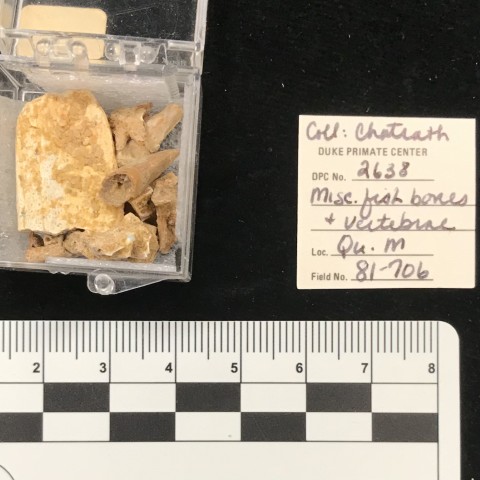 Coll: Chatrath
DUKE PRIMATE CENTER
DPC No. 2638
Misc. fish bones
+ vertebrae
Loc. Qu. M
Field No. 81-706
2 3 4 5 6 7 8